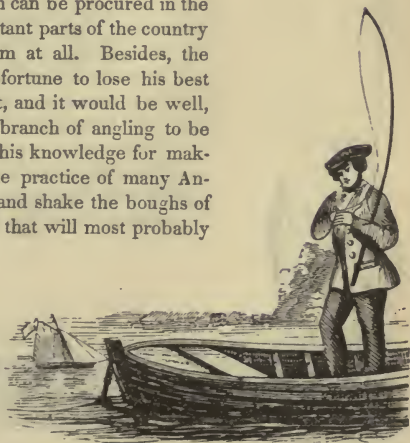 n can be procured in the
tant parts of the country
m at all. Besides, the
fortune to lose his best
t, and it would be well,
branch of angling to be
his knowledge for mak-
e practice of many An-
and shake the boughs of
that will most probably